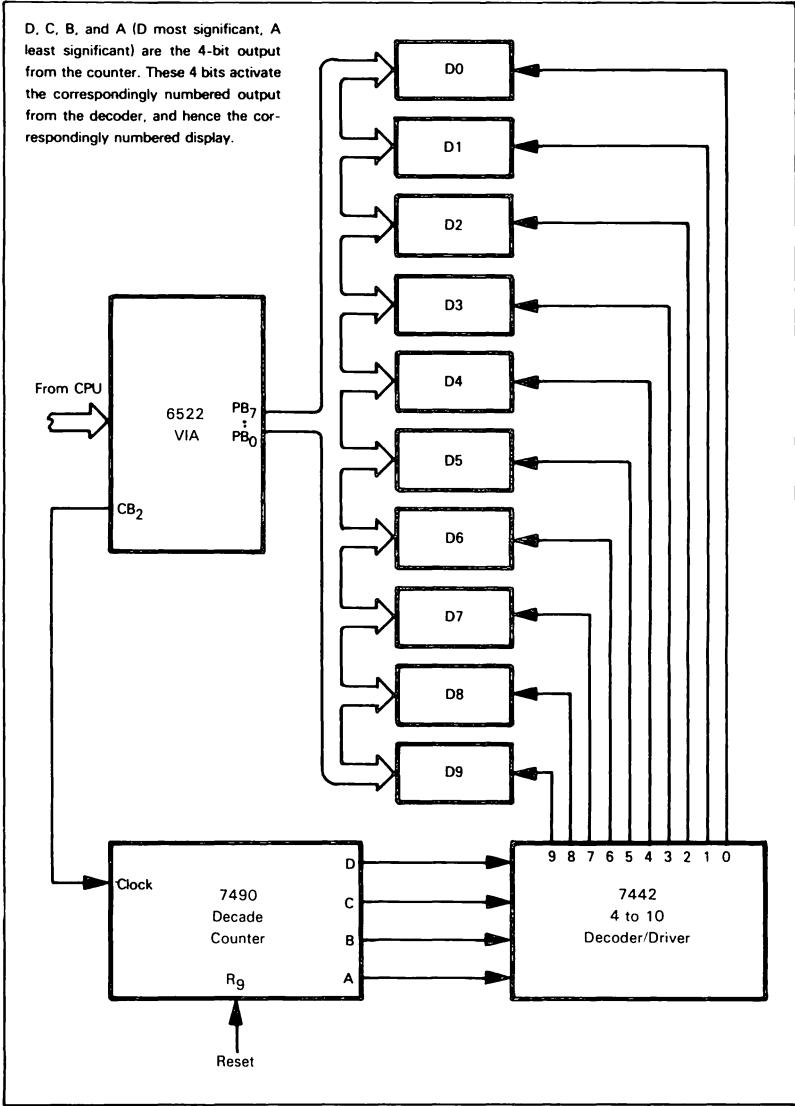 D, C, B, and A (D most significant, A
least significant) are the 4-bit output
from the counter. These 4 bits activate
the correspondingly numbered output
from the decoder, and hence the cor-
respondingly numbered display.
D0
D1
D2
D3
D4
D5
D6
D7
D8
D9
From CPU
6522
VIA
PB7
:
PB0
CB2
9 8 7 6 5 4 3 2 1 0
Clock
7490
Decade
Counter
R9
D
C
B
A
7442
4 to 10
Decoder/Driver
Reset